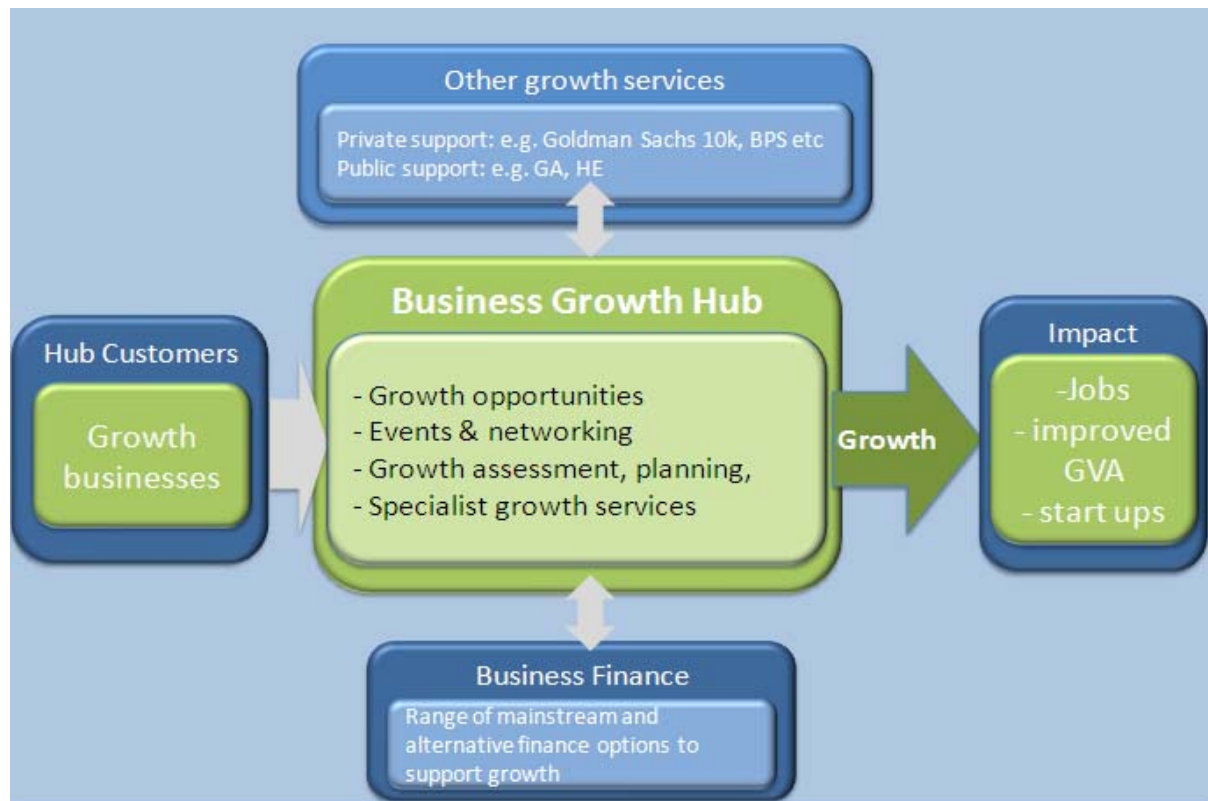 Other growth services
Private support: e.g. Goldman Sachs 10k, BPS etc
Public support: e.g. GA, HE
Business Growth Hub
- Growth opportunities
- Events & networking
- Growth assessment, planning,
- Specialist growth services
Hub Customers
Growth
businesses
Growth
Impact
-Jobs
- improved
GVA
- start ups
Business Finance
Range of mainstream and
alternative finance options to
support growth